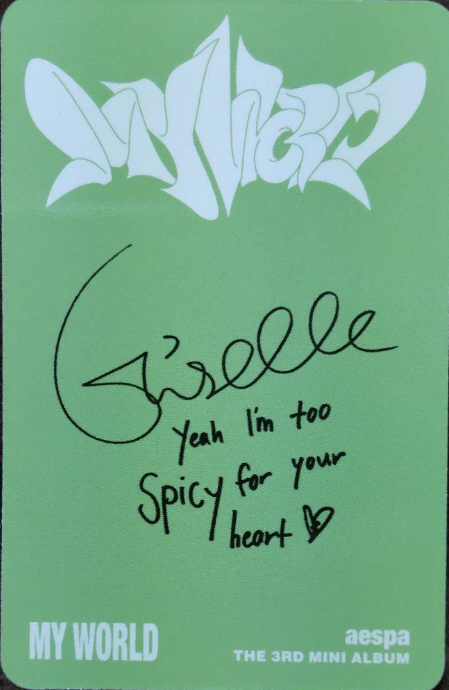 MY WORLD
Giselle
Yeah I'm too
Spicy for your
heart
MY WORLD
aespa
THE 3RD MINI ALBUM